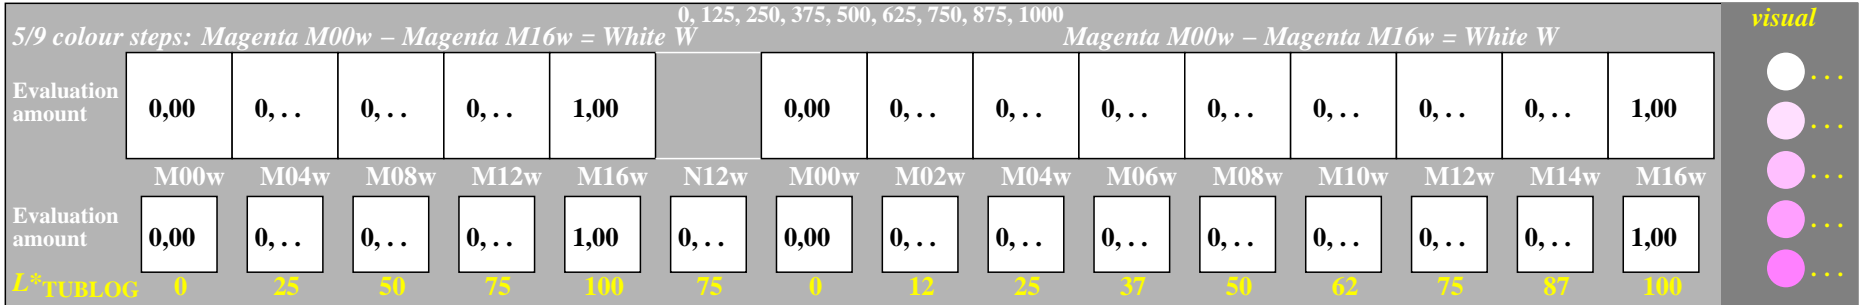 0, 125, 250, 375, 500, 625, 750, 875, 1000
5/9 colour steps: Magenta M00w – Magenta M16w = White W Magenta M00w – Magenta M16w = White W
visual
Evaluation amount 0,00 0, . . 0, . . 0, . . 1,00 0,00 0, . . 0, . . 0, . . 0, . . 0, . . 0, . . 0, . . 1,00
M00w M04w M08w M12w M16w N12w M00w M02w M04w M06w M08w M10w M12w M14w M16w
Evaluation amount 0,00 0, . . 0, . . 0, . . 1,00 0, . . 0,00 0, . . 0, . . 0, . . 0, . . 0, . . 0, . . 0, . . 1,00
L*TUBLOG 0 25 50 75 100 75 0 12 25 37 50 62 75 87 100
. . .
. . .
. . .
. . .
. . .